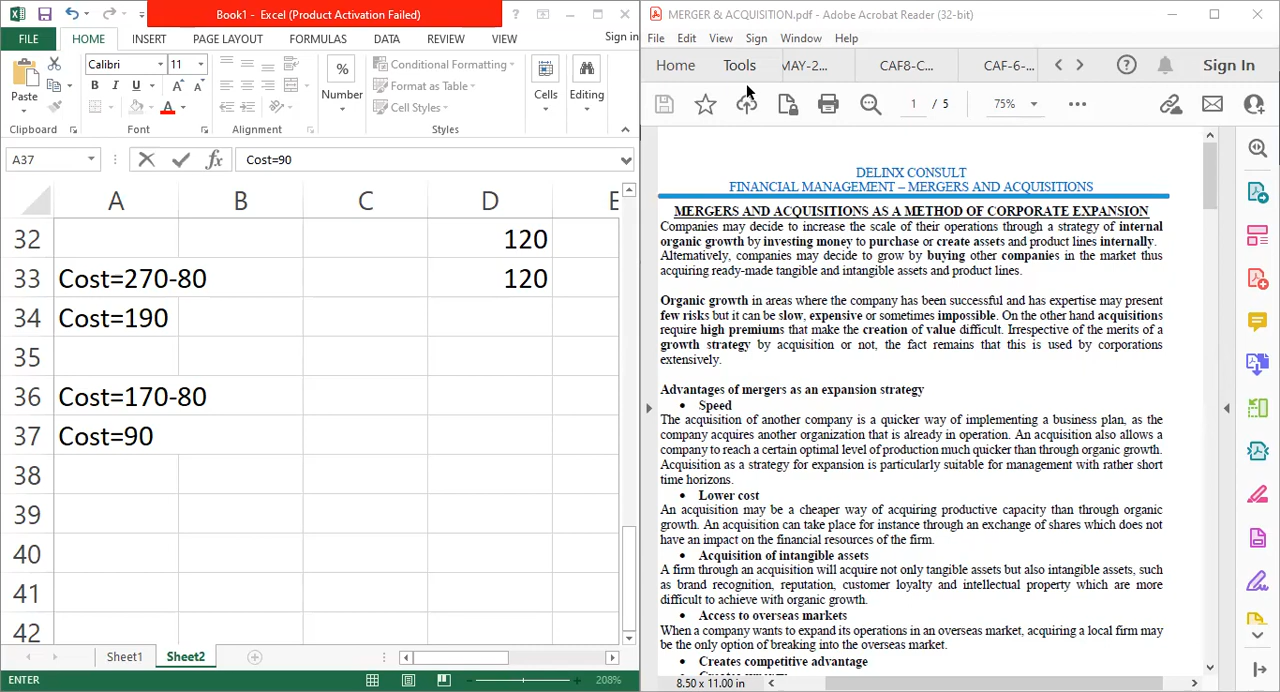 Book1 - Excel (Product Activation Failed)
FILE HOME INSERT PAGE LAYOUT FORMULAS DATA REVIEW VIEW Sign in
Paste
Calibri 11
B I U
A A
A
%
Number
Conditional Formatting
Format as Table
Cell Styles
Cells
Editing
Clipboard Font Alignment Styles
A37 fx Cost=90
A B C D E
32 120
33 Cost=270-80 120
34 Cost=190
35
36 Cost=170-80
37 Cost=90
38
39
40
41
42
Sheet1 Sheet2
ENTER 208%
MERGER & ACQUISITION.pdf - Adobe Acrobat Reader (32-bit)
File Edit View Sign Window Help
Home Tools MAY-2... CAF8-C... CAF-6-... Sign In
1 / 5 75%
DELINX CONSULT
FINANCIAL MANAGEMENT – MERGERS AND ACQUISITIONS
MERGERS AND ACQUISITIONS AS A METHOD OF CORPORATE EXPANSION
Companies may decide to increase the scale of their operations through a strategy of internal
organic growth by investing money to purchase or create assets and product lines internally.
Alternatively, companies may decide to grow by buying other companies in the market thus
acquiring ready-made tangible and intangible assets and product lines.
Organic growth in areas where the company has been successful and has expertise may present
few risks but it can be slow, expensive or sometimes impossible. On the other hand acquisitions
require high premiums that make the creation of value difficult. Irrespective of the merits of a
growth strategy by acquisition or not, the fact remains that this is used by corporations
extensively.
Advantages of mergers as an expansion strategy
• Speed
The acquisition of another company is a quicker way of implementing a business plan, as the
company acquires another organization that is already in operation. An acquisition also allows a
company to reach a certain optimal level of production much quicker than through organic growth.
Acquisition as a strategy for expansion is particularly suitable for management with rather short
time horizons.
• Lower cost
An acquisition may be a cheaper way of acquiring productive capacity than through organic
growth. An acquisition can take place for instance through an exchange of shares which does not
have an impact on the financial resources of the firm.
• Acquisition of intangible assets
A firm through an acquisition will acquire not only tangible assets but also intangible assets, such
as brand recognition, reputation, customer loyalty and intellectual property which are more
difficult to achieve with organic growth.
• Access to overseas markets
When a company wants to expand its operations in an overseas market, acquiring a local firm may
be the only option of breaking into the overseas market.
• Creates competitive advantage
8.50 x 11.00 in